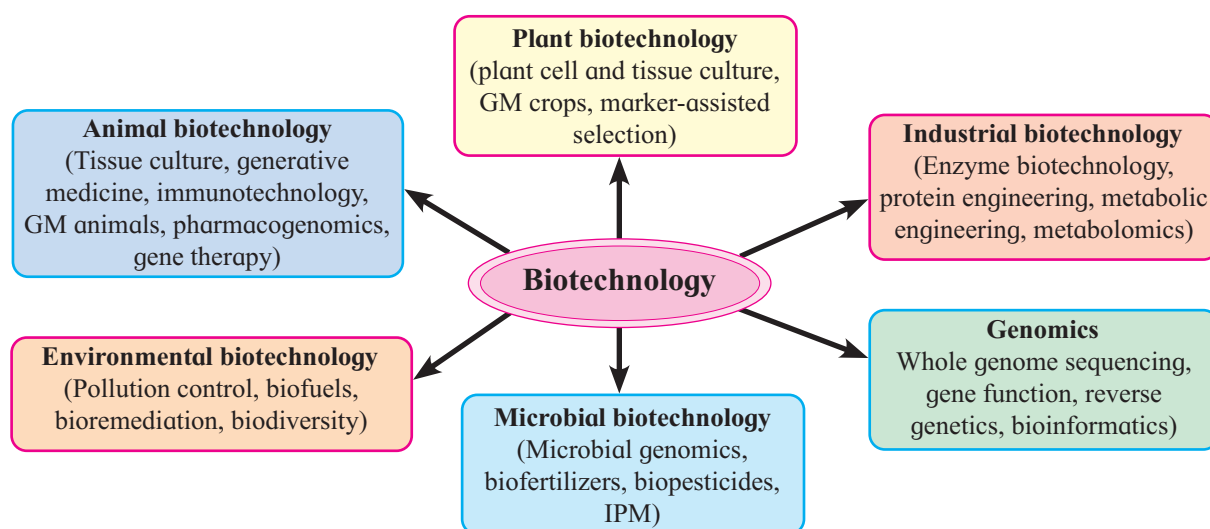 Plant biotechnology
(plant cell and tissue culture,
GM crops, marker-assisted
selection)
Animal biotechnology
(Tissue culture, generative
medicine, immunotechnology,
GM animals, pharmacogenomics,
gene therapy)
Industrial biotechnology
(Enzyme biotechnology,
protein engineering, metabolic
engineering, metabolomics)
Biotechnology
Environmental biotechnology
(Pollution control, biofuels,
bioremediation, biodiversity)
Microbial biotechnology
(Microbial genomics,
biofertilizers, biopesticides,
IPM)
Genomics
Whole genome sequencing,
gene function, reverse
genetics, bioinformatics)